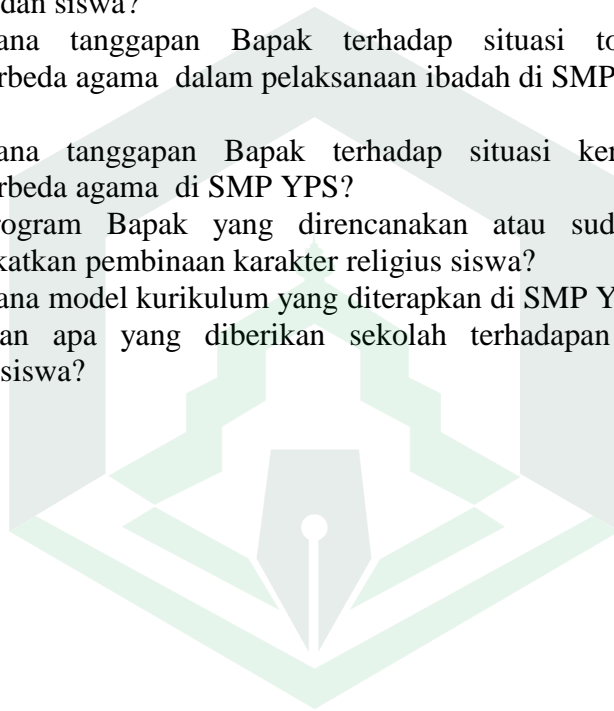 dan siswa?
ana tanggapan Bapak terhadap situasi to
rbeda agama dalam pelaksanaan ibadah di SMP
ana tanggapan Bapak terhadap situasi ker
rbeda agama di SMP YPS?
rogram Bapak yang direncanakan atau sud
katkan pembinaan karakter religius siswa?
ana model kurikulum yang diterapkan di SMP Y
an apa yang diberikan sekolah terhadapan
siswa?